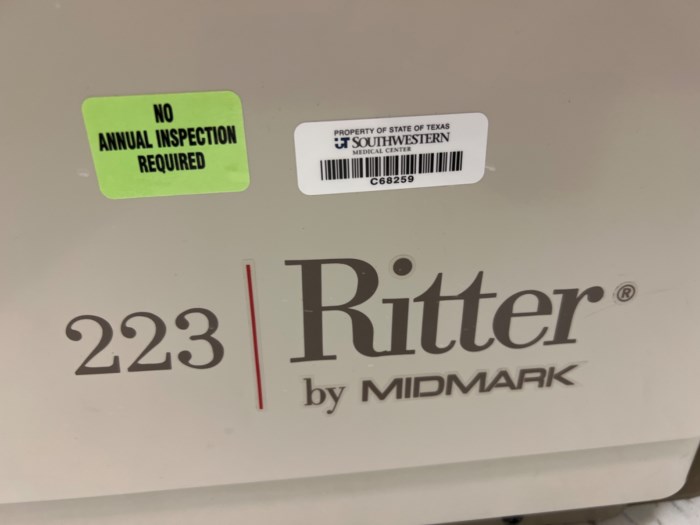 NO
ANNUAL INSPECTION
REQUIRED
PROPERTY OF STATE OF TEXAS
UT SOUTHWESTERN
MEDICAL CENTER
C68259
223 Ritter®
by MIDMARK